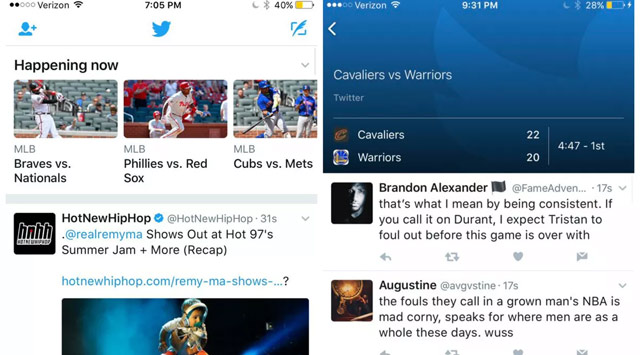 Verizon 7:05 PM 40%
Happening now
MLB
Braves vs.
Nationals
MLB
Phillies vs. Red
Sox
MLB
Cubs vs. Mets
hnhh
HOTNEWHIPHOP
HotNewHipHop @HotNewHipHop · 31s
.@realremyma Shows Out at Hot 97's
Summer Jam + More (Recap)
hotnewhiphop.com/remy-ma-shows-...?
Verizon 9:31 PM 28%
Cavaliers vs Warriors
Twitter
Cavaliers 22
4:47 - 1st
Warriors 20
Brandon Alexander @FameAdven... · 17s
that's what I mean by being consistent. If
you call it on Durant, I expect Tristan to
foul out before this game is over with
Augustine @avgvstine · 17s
the fouls they call in a grown man's NBA is
mad corny, speaks for where men are as a
whole these days. wuss